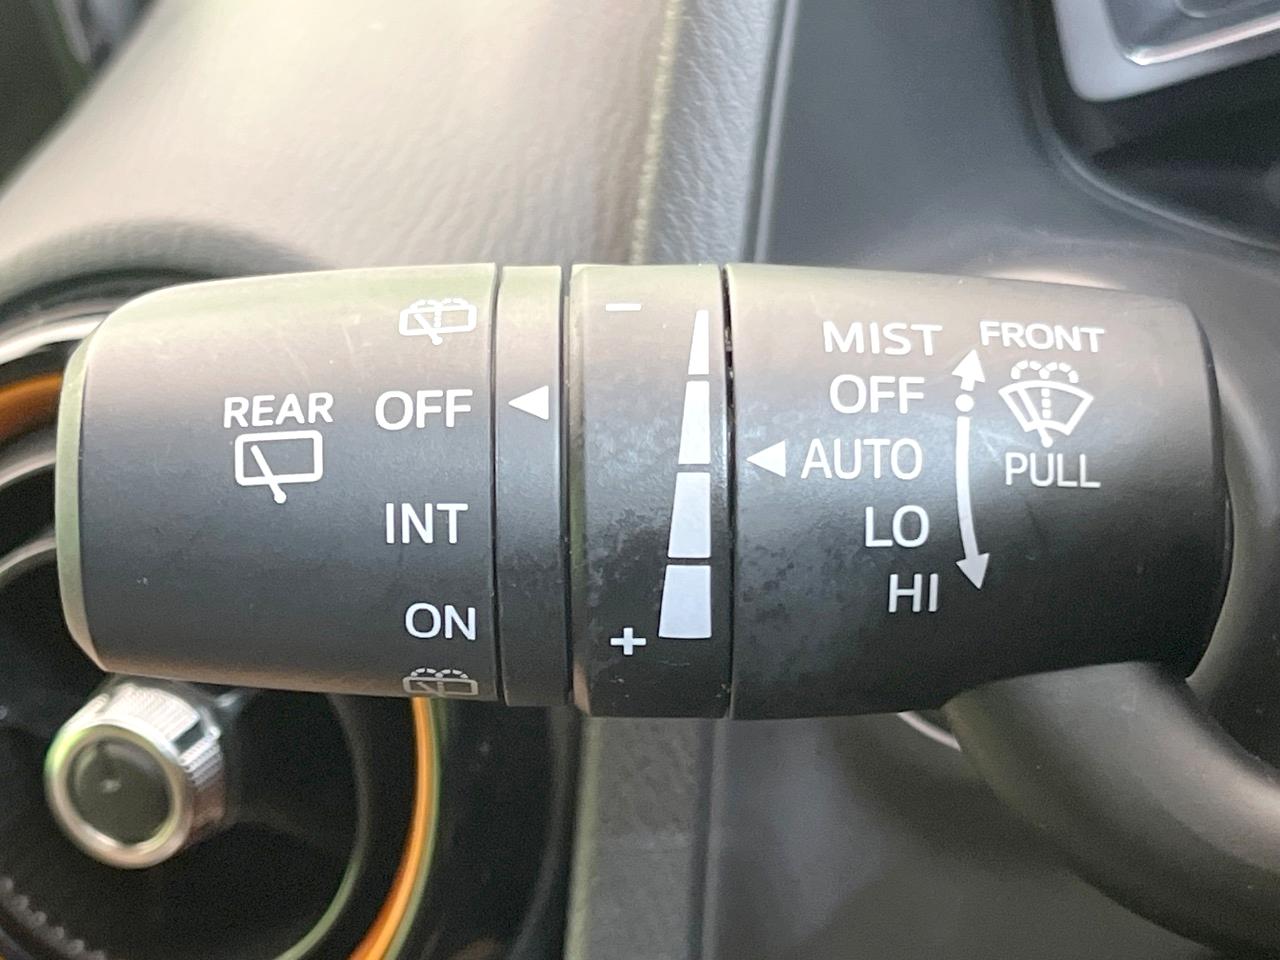 REAR
OFF
INT
ON
−
+
MIST
OFF
AUTO
LO
HI
FRONT
PULL